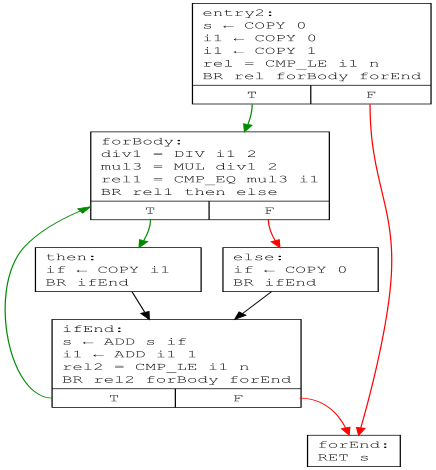 entry2:
s ← COPY 0
i1 ← COPY 0
i1 ← COPY 1
rel = CMP_LE i1 n
BR rel forBody forEnd
T F
forBody:
div1 = DIV i1 2
mul3 = MUL div1 2
rel1 = CMP_EQ mul3 i1
BR rel1 then else
T F
then:
if ← COPY i1
BR ifEnd
else:
if ← COPY 0
BR ifEnd
ifEnd:
s ← ADD s if
i1 ← ADD i1 1
rel2 = CMP_LE i1 n
BR rel2 forBody forEnd
T F
forEnd:
RET s